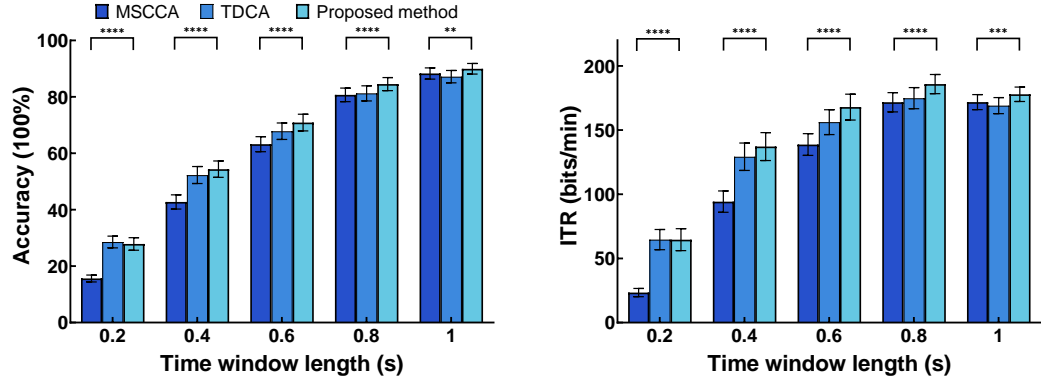 MSCCA TDCA Proposed method
**** **** **** **** **
100
80
60
40
20
0
Accuracy (100%)
0.2 0.4 0.6 0.8 1
Time window length (s)
**** **** **** **** ***
200
150
100
50
0
ITR (bits/min)
0.2 0.4 0.6 0.8 1
Time window length (s)